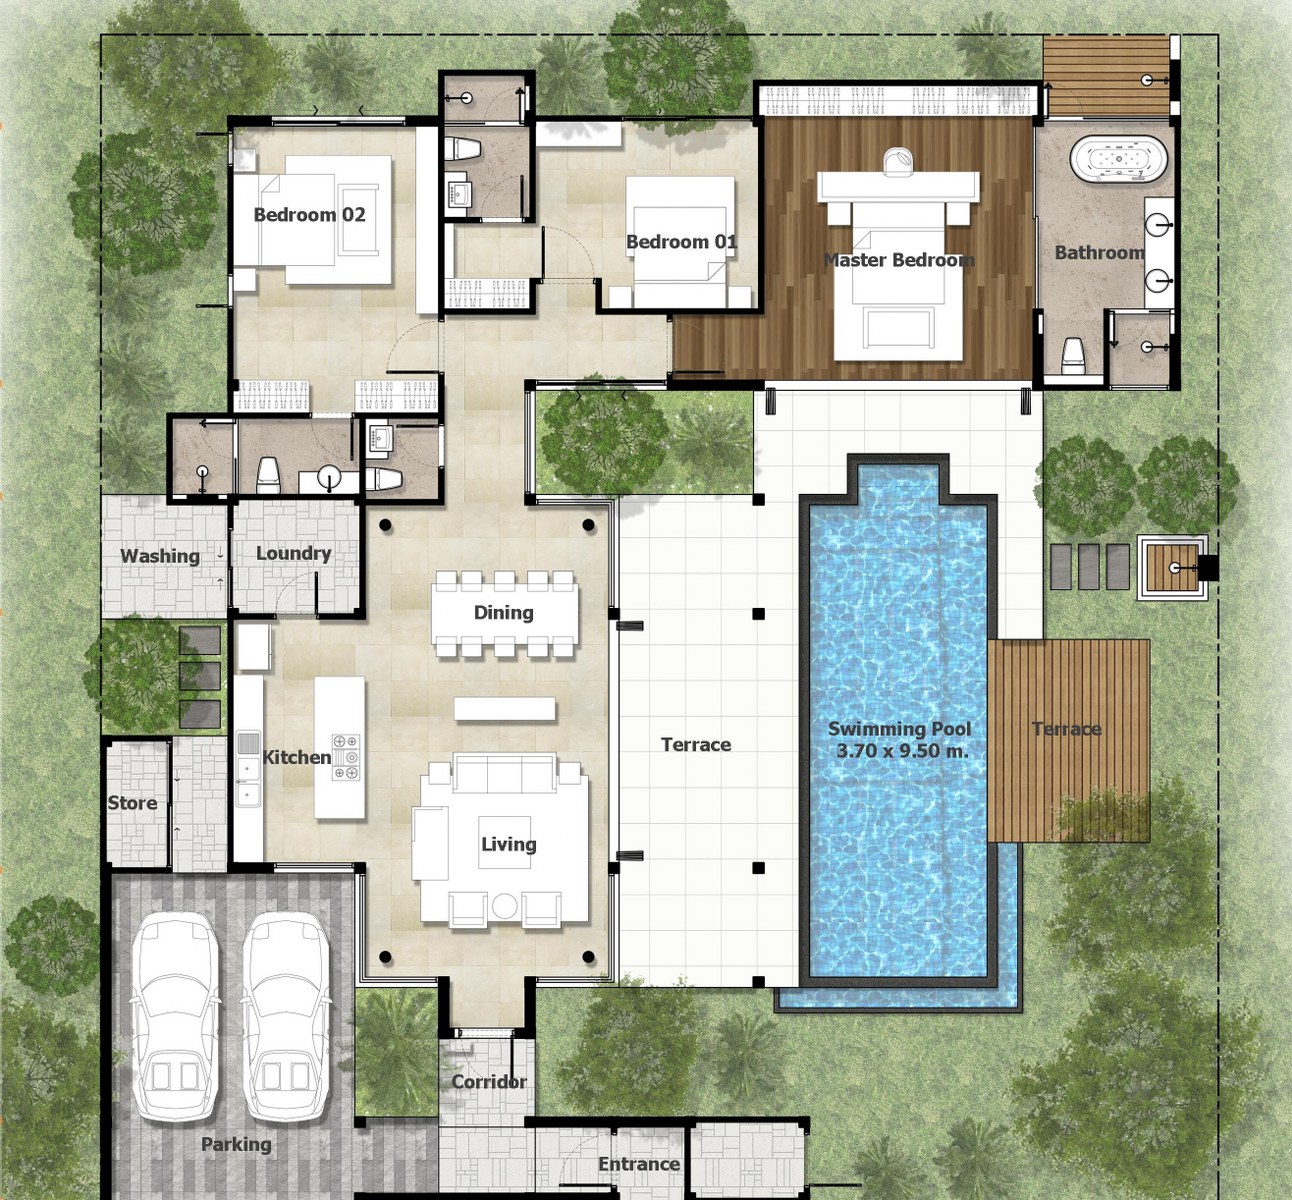 Bedroom 02
Bedroom 01
Master Bedroom
Bathroom
Washing
Loundry
Dining
Kitchen
Terrace
Swimming Pool
3.70 x 9.50 m.
Terrace
Store
Living
Corridor
Parking
Entrance